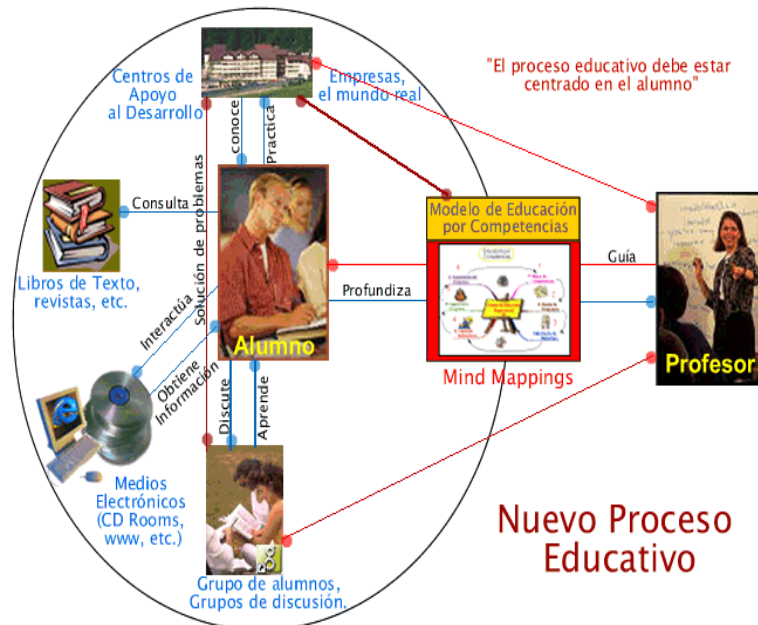 Centros de
Apoyo
al Desarrollo
Empresas,
el mundo real
"El proceso educativo debe estar
centrado en el alumno"
conoce
Practica
Solución de problemas
Consulta
Libros de Texto,
revistas, etc.
Modelo de Educación
por Competencias
Guía
Profundiza
Interactúa
Obtiene
Información
Alumno
Profesor
Mind Mappings
Discute
Aprende
Medios
Electrónicos
(CD Rooms,
www, etc.)
Nuevo Proceso
Educativo
Grupo de alumnos,
Grupos de discusión.